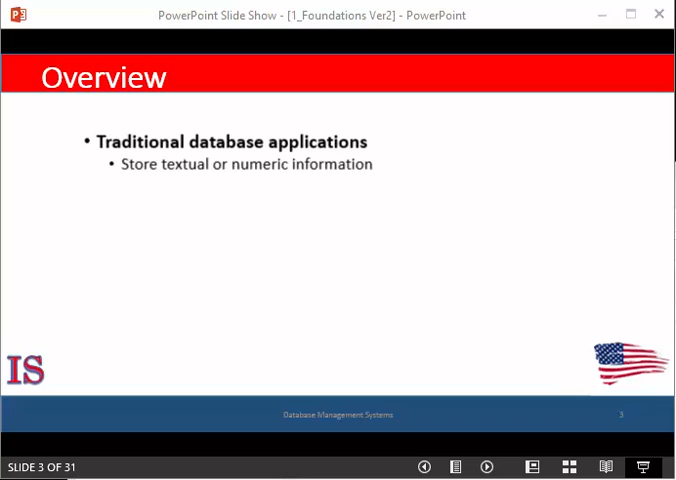 PowerPoint Slide Show - [1_Foundations Ver2] - PowerPoint
Overview
• Traditional database applications
• Store textual or numeric information
IS
Database Management Systems
3
SLIDE 3 OF 31